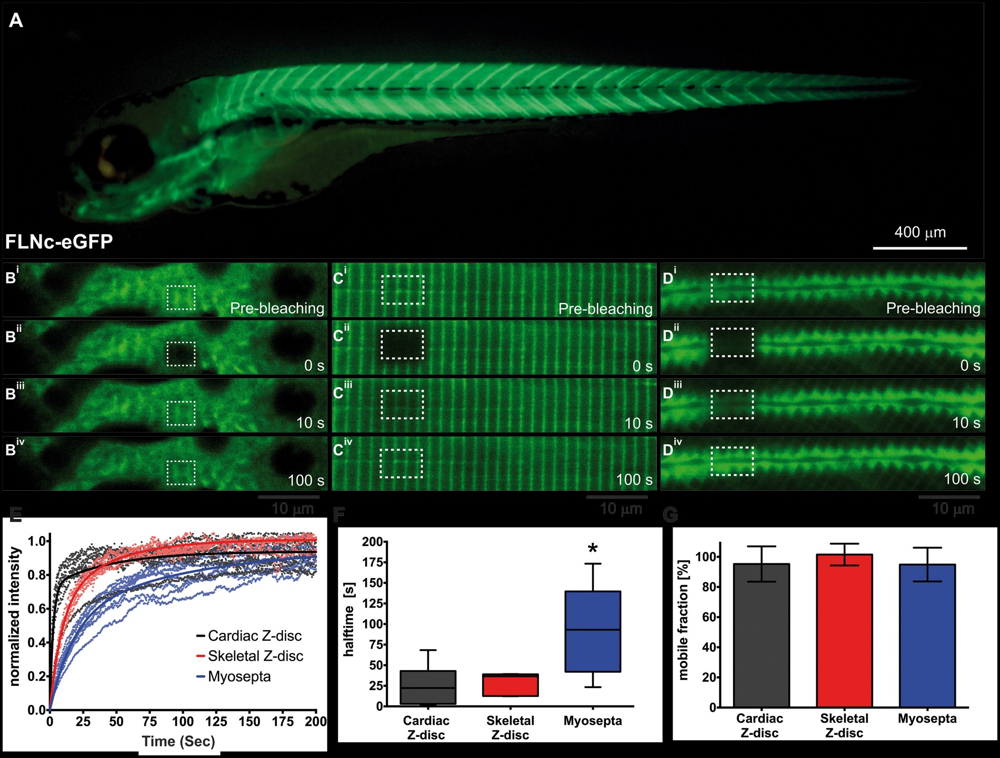 A
FLNc-eGFP
400 μm
Bi
Pre-bleaching
Ci
Pre-bleaching
Di
Pre-bleaching
Bii
0 s
Cii
0 s
Dii
0 s
Biii
10 s
Ciii
10 s
Diii
10 s
Biv
100 s
Civ
100 s
Div
100 s
10 μm
10 μm
10 μm
E
normalized intensity
1.0
0.8
0.6
0.4
0.2
0.0
0 25 50 75 100 125 150 175 200
Time (Sec)
Cardiac Z-disc
Skeletal Z-disc
Myosepta
F
halftime [s]
200
175
150
125
100
75
50
25
0
*
Cardiac
Z-disc
Skeletal
Z-disc
Myosepta
G
mobile fraction [%]
100
80
60
40
20
0
Cardiac
Z-disc
Skeletal
Z-disc
Myosepta